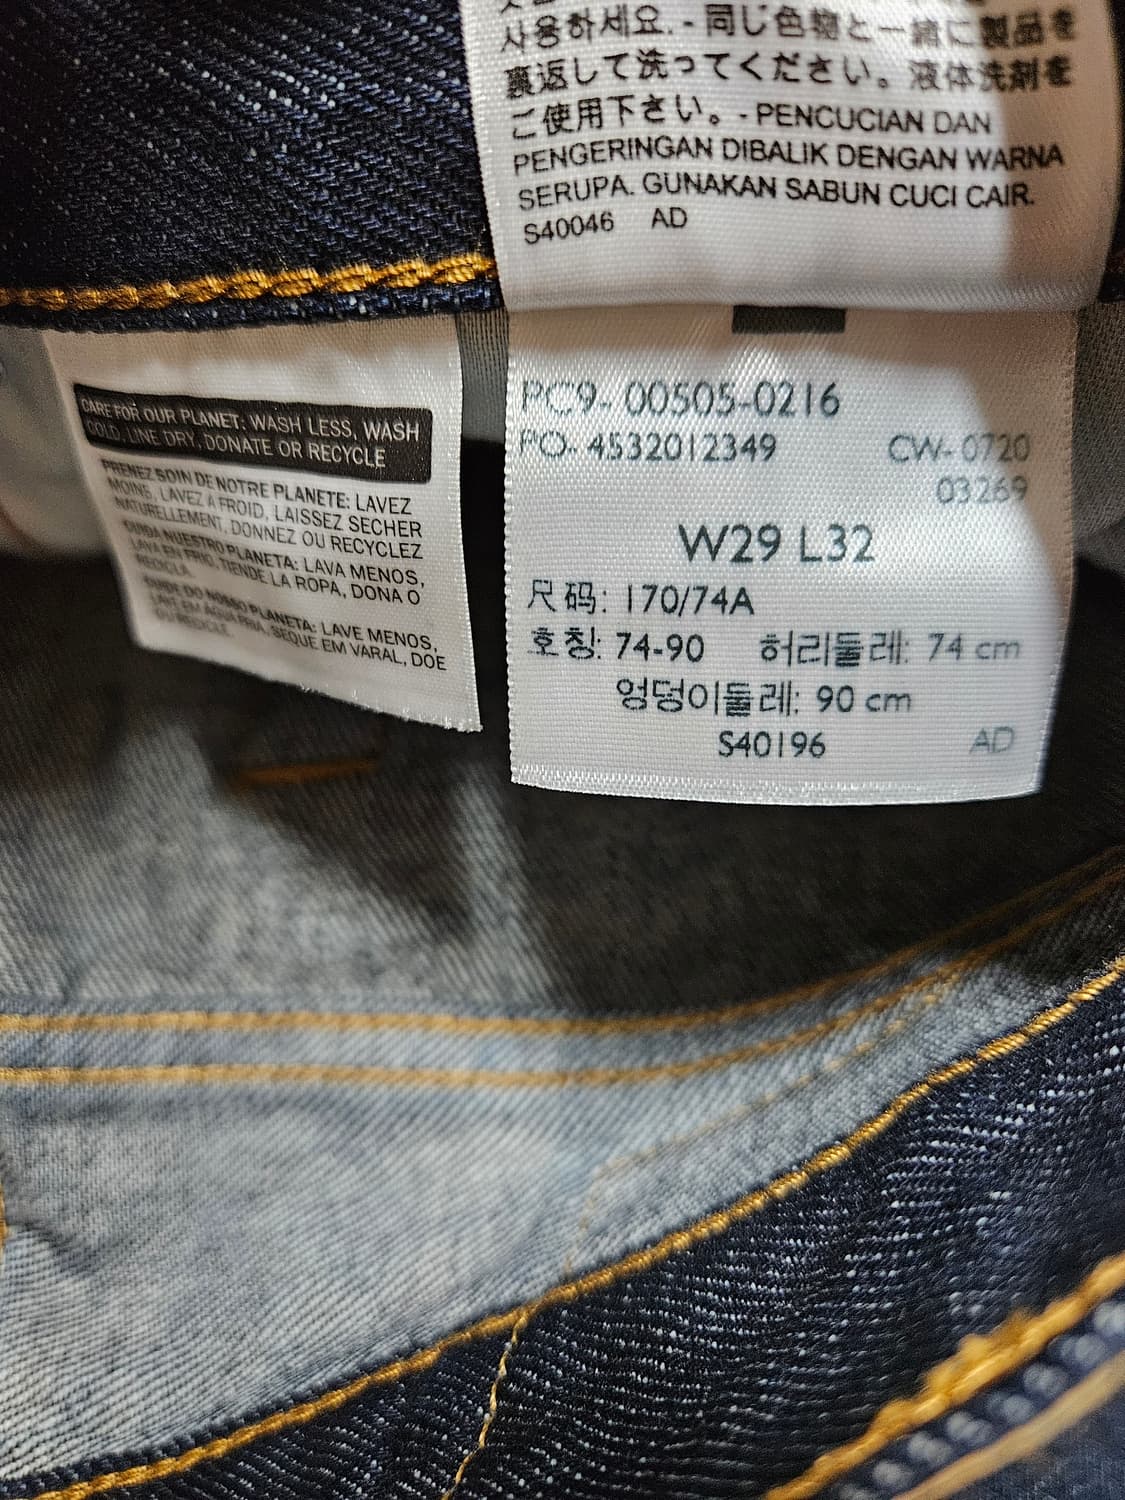 사용하세요. - 同じ色物と一緒に製品を
裏返して洗ってください。液体洗剤を
ご使用下さい。- PENCUCIAN DAN
PENGERINGAN DIBALIK DENGAN WARNA
SERUPA. GUNAKAN SABUN CUCI CAIR.
S40046 AD
CARE FOR OUR PLANET: WASH LESS, WASH
COLD, LINE DRY, DONATE OR RECYCLE
PRENEZ SOIN DE NOTRE PLANETE: LAVEZ
MOINS, LAVEZ A FROID, LAISSEZ SECHER
NATURELLEMENT, DONNEZ OU RECYCLEZ
CUIDA NUESTRO PLANETA: LAVA MENOS,
LAVA EN FRIO, TIENDE LA ROPA, DONA O
RECICLA.
CUIDE DO NOSSO PLANETA: LAVE MENOS,
LAVE EM AGUA FRIA, SEQUE EM VARAL, DOE
OU RECICLE.
PC9- 00505-0216
PO- 4532012349 CW- 0720
03269
W29 L32
尺码: 170/74A
호칭: 74-90 허리둘레: 74 cm
엉덩이둘레: 90 cm
S40196 AD